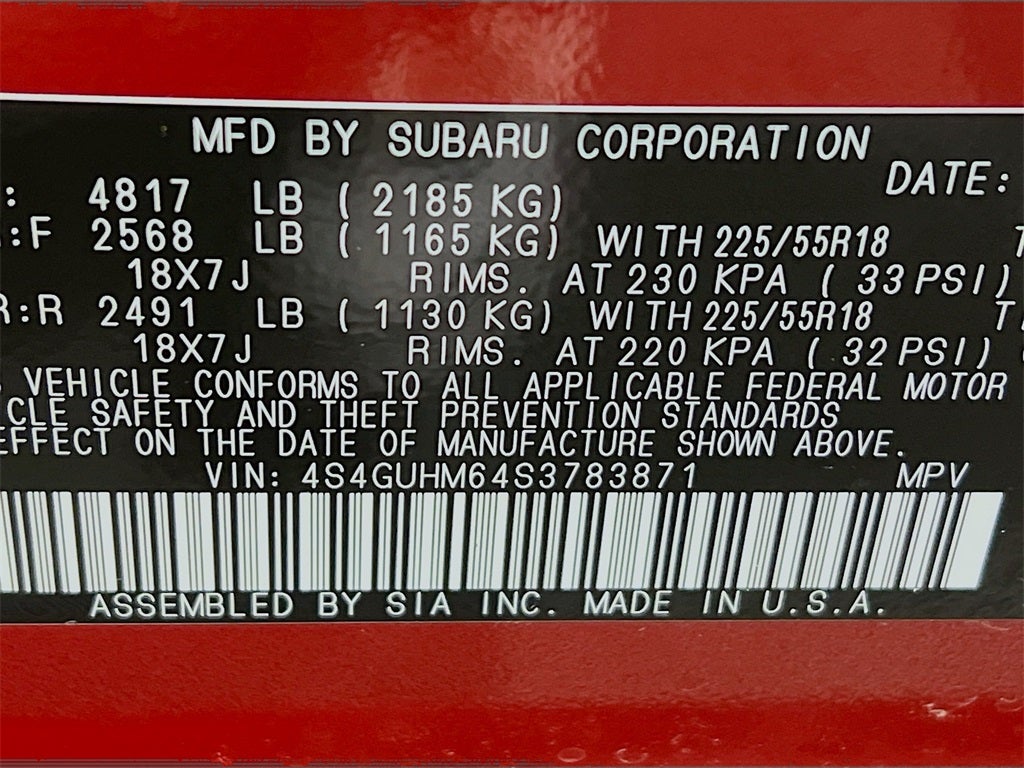 MFD BY SUBARU CORPORATION
DATE:
: 4817 LB ( 2185 KG)
:F 2568 LB ( 1165 KG) WITH 225/55R18 T
18X7J RIMS. AT 230 KPA ( 33 PSI)
R:R 2491 LB ( 1130 KG) WITH 225/55R18 TI
18X7J RIMS. AT 220 KPA ( 32 PSI)
VEHICLE CONFORMS TO ALL APPLICABLE FEDERAL MOTOR
ICLE SAFETY AND THEFT PREVENTION STANDARDS
EFFECT ON THE DATE OF MANUFACTURE SHOWN ABOVE.
VIN: 4S4GUHM64S3783871 MPV
ASSEMBLED BY SIA INC. MADE IN U.S.A.